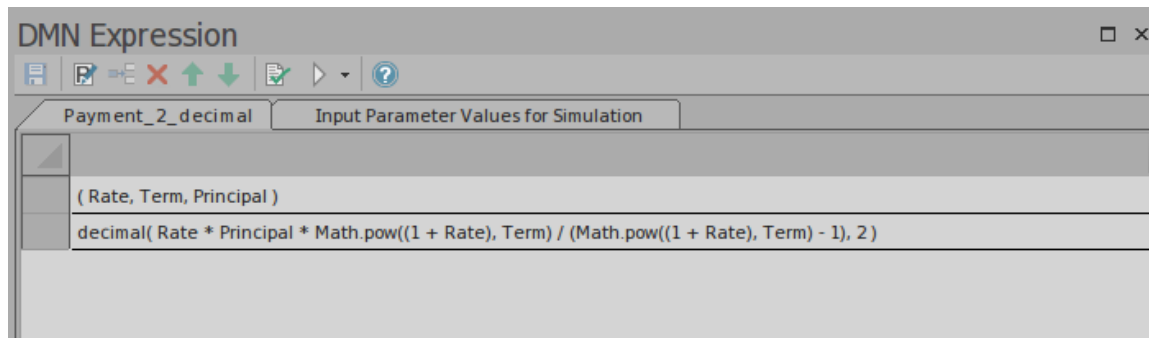 DMN Expression
Payment_2_decimal
Input Parameter Values for Simulation
( Rate, Term, Principal )
decimal( Rate * Principal * Math.pow((1 + Rate), Term) / (Math.pow((1 + Rate), Term) - 1), 2 )